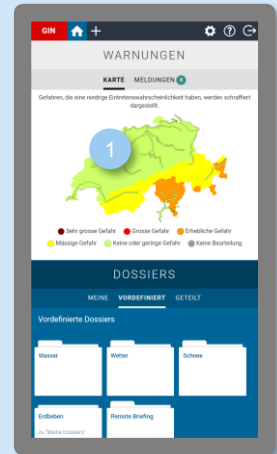 GIN
WARNUNGEN
KARTE MELDUNGEN 0
Gefahren, die eine niedrige Eintretenswahrscheinlichkeit haben, werden schraffiert
dargestellt.
1
Sehr grosse Gefahr Grosse Gefahr Erhebliche Gefahr
Mässige Gefahr Keine oder geringe Gefahr Keine Beurteilung
DOSSIERS
MEINE VORDEFINIERT GETEILT
Vordefinierte Dossiers
Wasser Wetter Schnee
Erdbeben Remote Briefing
zu "Meine Dossiers"